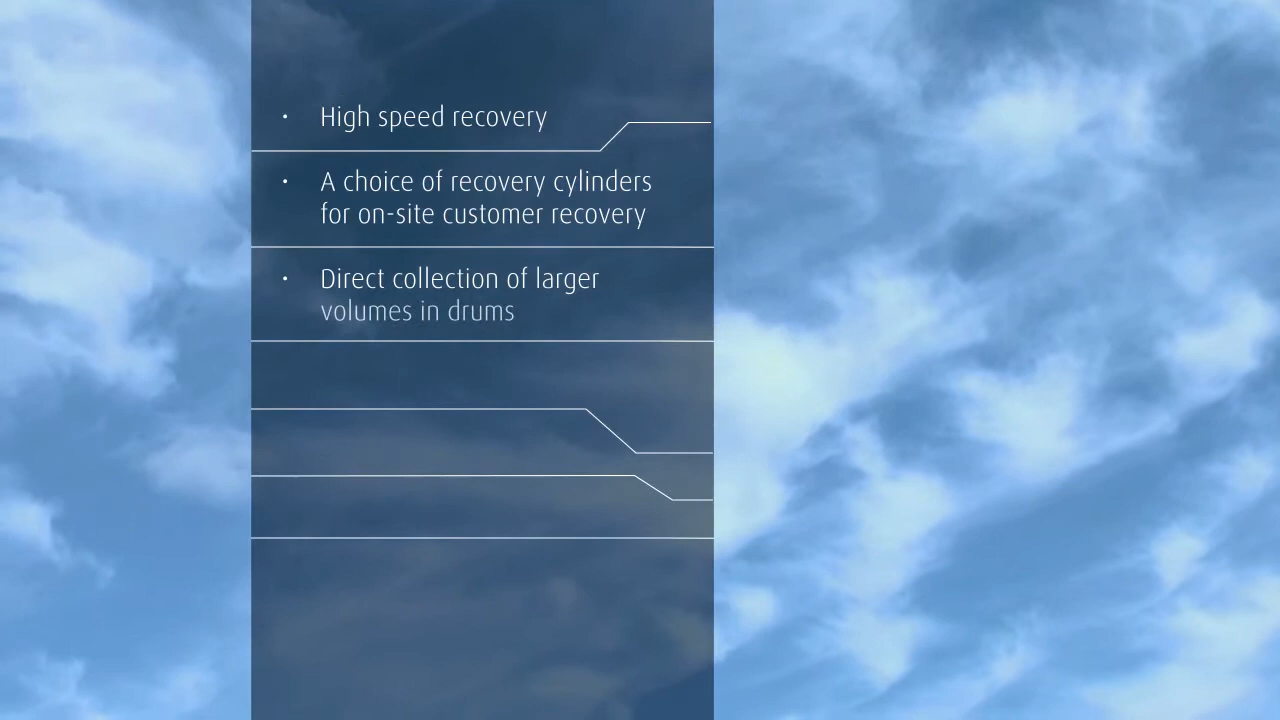 • High speed recovery
• A choice of recovery cylinders
for on-site customer recovery
• Direct collection of larger
volumes in drums